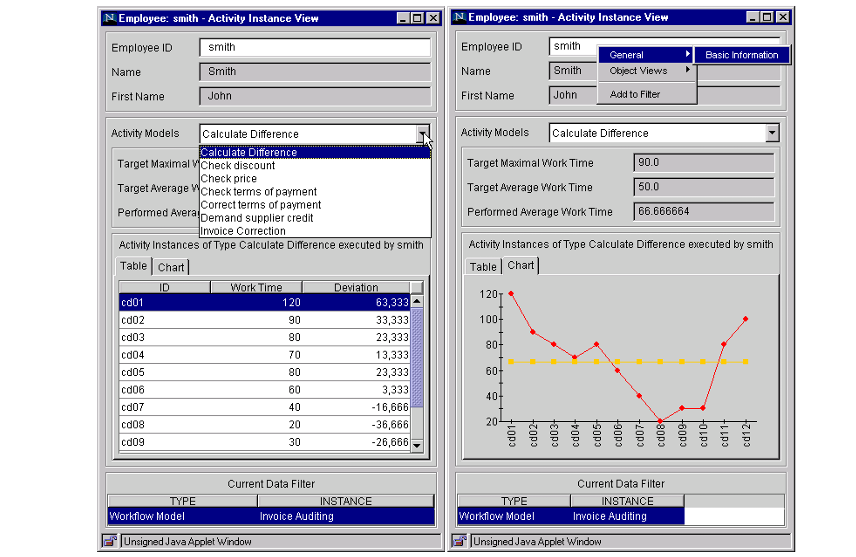 Employee: smith - Activity Instance View
Employee ID smith
Name Smith
First Name John
Activity Models Calculate Difference
Calculate Difference
Check discount
Check price
Check terms of payment
Correct terms of payment
Demand supplier credit
Invoice Correction
Target Maximal W
Target Average W
Performed Avera
Activity Instances of Type Calculate Difference executed by smith
Table Chart
ID Work Time Deviation
cd01 120 63,333
cd02 90 33,333
cd03 80 23,333
cd04 70 13,333
cd05 80 23,333
cd06 60 3,333
cd07 40 -16,666
cd08 20 -36,666
cd09 30 -26,666
Current Data Filter
TYPE INSTANCE
Workflow Model Invoice Auditing
Unsigned Java Applet Window
Employee: smith - Activity Instance View
Employee ID smith
Name Smith
First Name John
General
Object Views
Add to Filter
Basic Information
Activity Models Calculate Difference
Target Maximal Work Time 90.0
Target Average Work Time 50.0
Performed Average Work Time 66.666664
Activity Instances of Type Calculate Difference executed by smith
Table Chart
120
100
80
60
40
20
cd01 cd02 cd03 cd04 cd05 cd06 cd07 cd08 cd09 cd10 cd11 cd12
Current Data Filter
TYPE INSTANCE
Workflow Model Invoice Auditing
Unsigned Java Applet Window